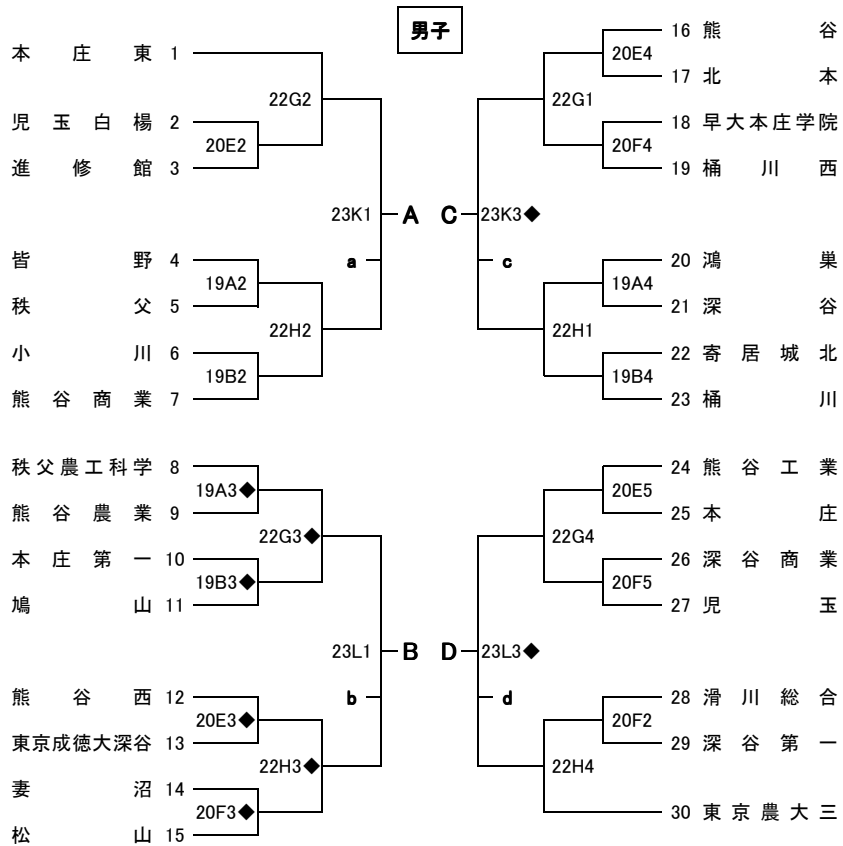 男子
本庄東 1
22G2
児玉白楊 2
20E2
進修館 3
23K1
A
a
皆野 4
19A2
秩父 5
22H2
小川 6
19B2
熊谷商業 7
秩父農工科学 8
19A3◆
熊谷農業 9
22G3◆
本庄第一 10
19B3◆
鳩山 11
23L1
B
b
熊谷西 12
20E3◆
東京成徳大深谷 13
22H3◆
妻沼 14
20F3◆
松山 15
16 熊谷
20E4
17 北本
22G1
18 早大本庄学院
20F4
19 桶川西
C
23K3◆
c
20 鴻巣
19A4
21 深谷
22H1
22 寄居城北
19B4
23 桶川
24 熊谷工業
20E5
25 本庄
22G4
26 深谷商業
20F5
27 児玉
D
23L3◆
d
28 滑川総合
20F2
29 深谷第一
22H4
30 東京農大三